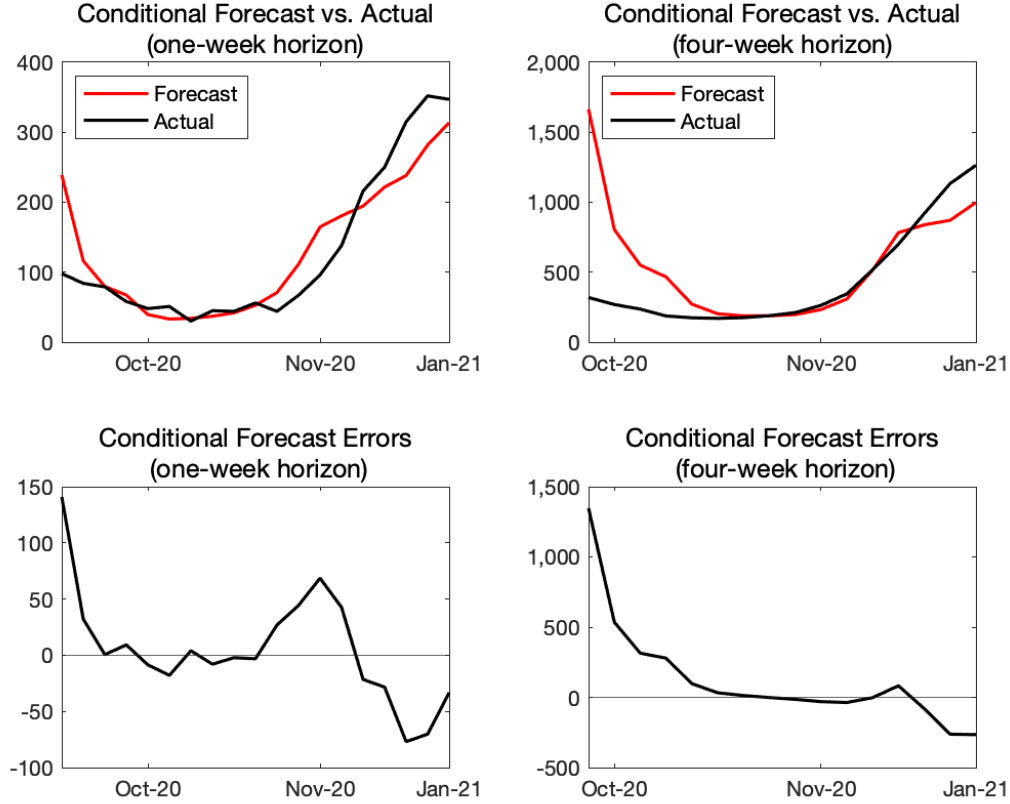 Conditional Forecast vs. Actual
(one-week horizon)
400
300
200
100
0
Forecast
Actual
Oct-20
Nov-20
Jan-21
Conditional Forecast vs. Actual
(four-week horizon)
2,000
1,500
1,000
500
0
Forecast
Actual
Oct-20
Nov-20
Jan-21
Conditional Forecast Errors
(one-week horizon)
150
100
50
0
-50
-100
Oct-20
Nov-20
Jan-21
Conditional Forecast Errors
(four-week horizon)
1,500
1,000
500
0
-500
Oct-20
Nov-20
Jan-21